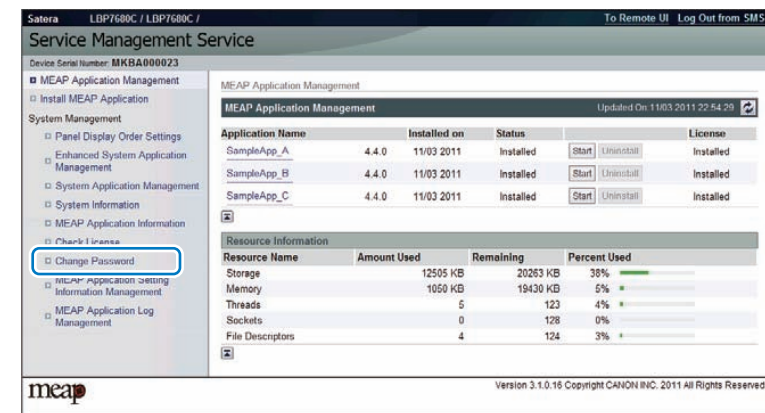 Satera LBP7680C / LBP7680C / To Remote UI Log Out from SMS
Service Management Service
Device Serial Number: MKBA000023
MEAP Application Management
Install MEAP Application
System Management
Panel Display Order Settings
Enhanced System Application
Management
System Application Management
System Information
MEAP Application Information
Check License
Change Password
MEAP Application Setting
Information Management
MEAP Application Log
Management
MEAP Application Management
MEAP Application Management Updated On:11/03 2011 22:54:29
Application Name Installed on Status License
SampleApp_A 4.4.0 11/03 2011 Installed Start Uninstall Installed
SampleApp_B 4.4.0 11/03 2011 Installed Start Uninstall Installed
SampleApp_C 4.4.0 11/03 2011 Installed Start Uninstall Installed
Resource Information
Resource Name Amount Used Remaining Percent Used
Storage 12505 KB 20263 KB 38%
Memory 1050 KB 19430 KB 5%
Threads 5 123 4%
Sockets 0 128 0%
File Descriptors 4 124 3%
meap
Version 3.1.0.16 Copyright CANON INC. 2011 All Rights Reserved